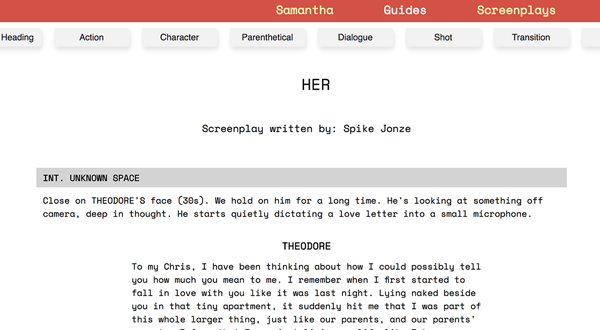 Samantha Guides Screenplays
Heading Action Character Parenthetical Dialogue Shot Transition
HER
Screenplay written by: Spike Jonze
INT. UNKNOWN SPACE
Close on THEODORE'S face (30s). We hold on him for a long time. He's looking at something off
camera, deep in thought. He starts quietly dictating a love letter into a small microphone.
THEODORE
To my Chris, I have been thinking about how I could possibly tell
you how much you mean to me. I remember when I first started to
fall in love with you like it was last night. Lying naked beside
you in that tiny apartment, it suddenly hit me that I was part of
this whole larger thing, just like our parents, and our parents'